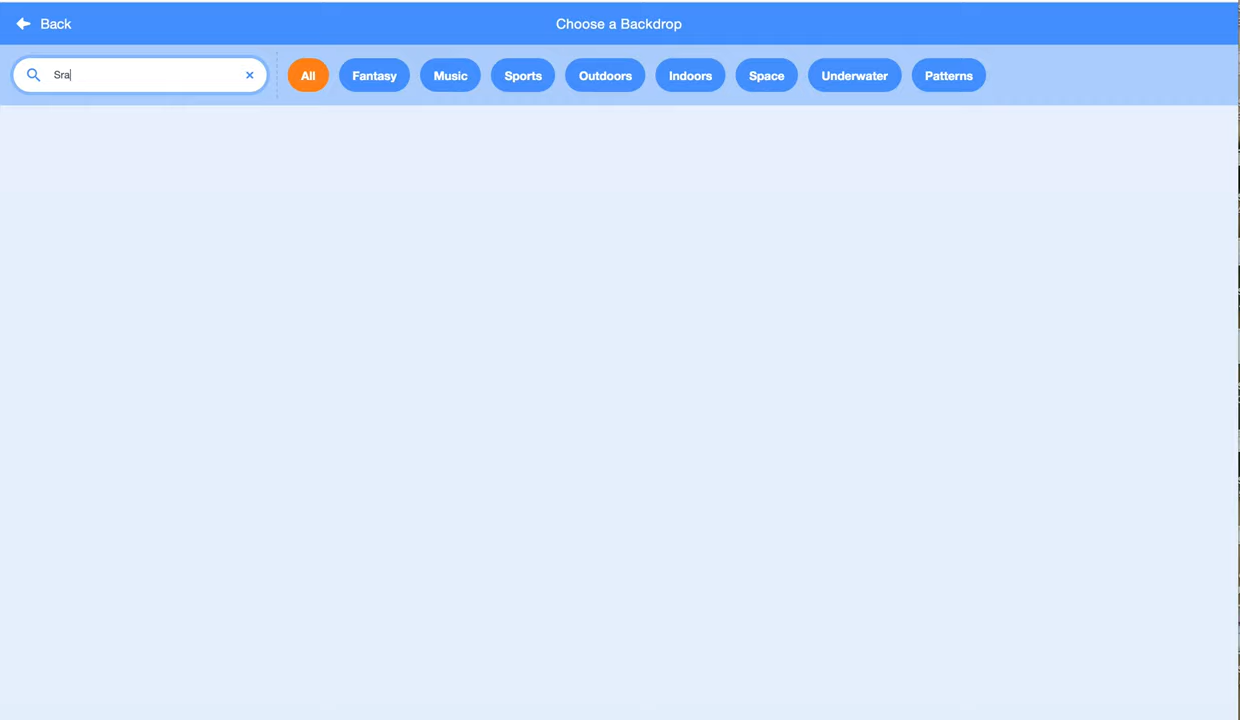 Back
Choose a Backdrop
Sra
All Fantasy Music Sports Outdoors Indoors Space Underwater Patterns